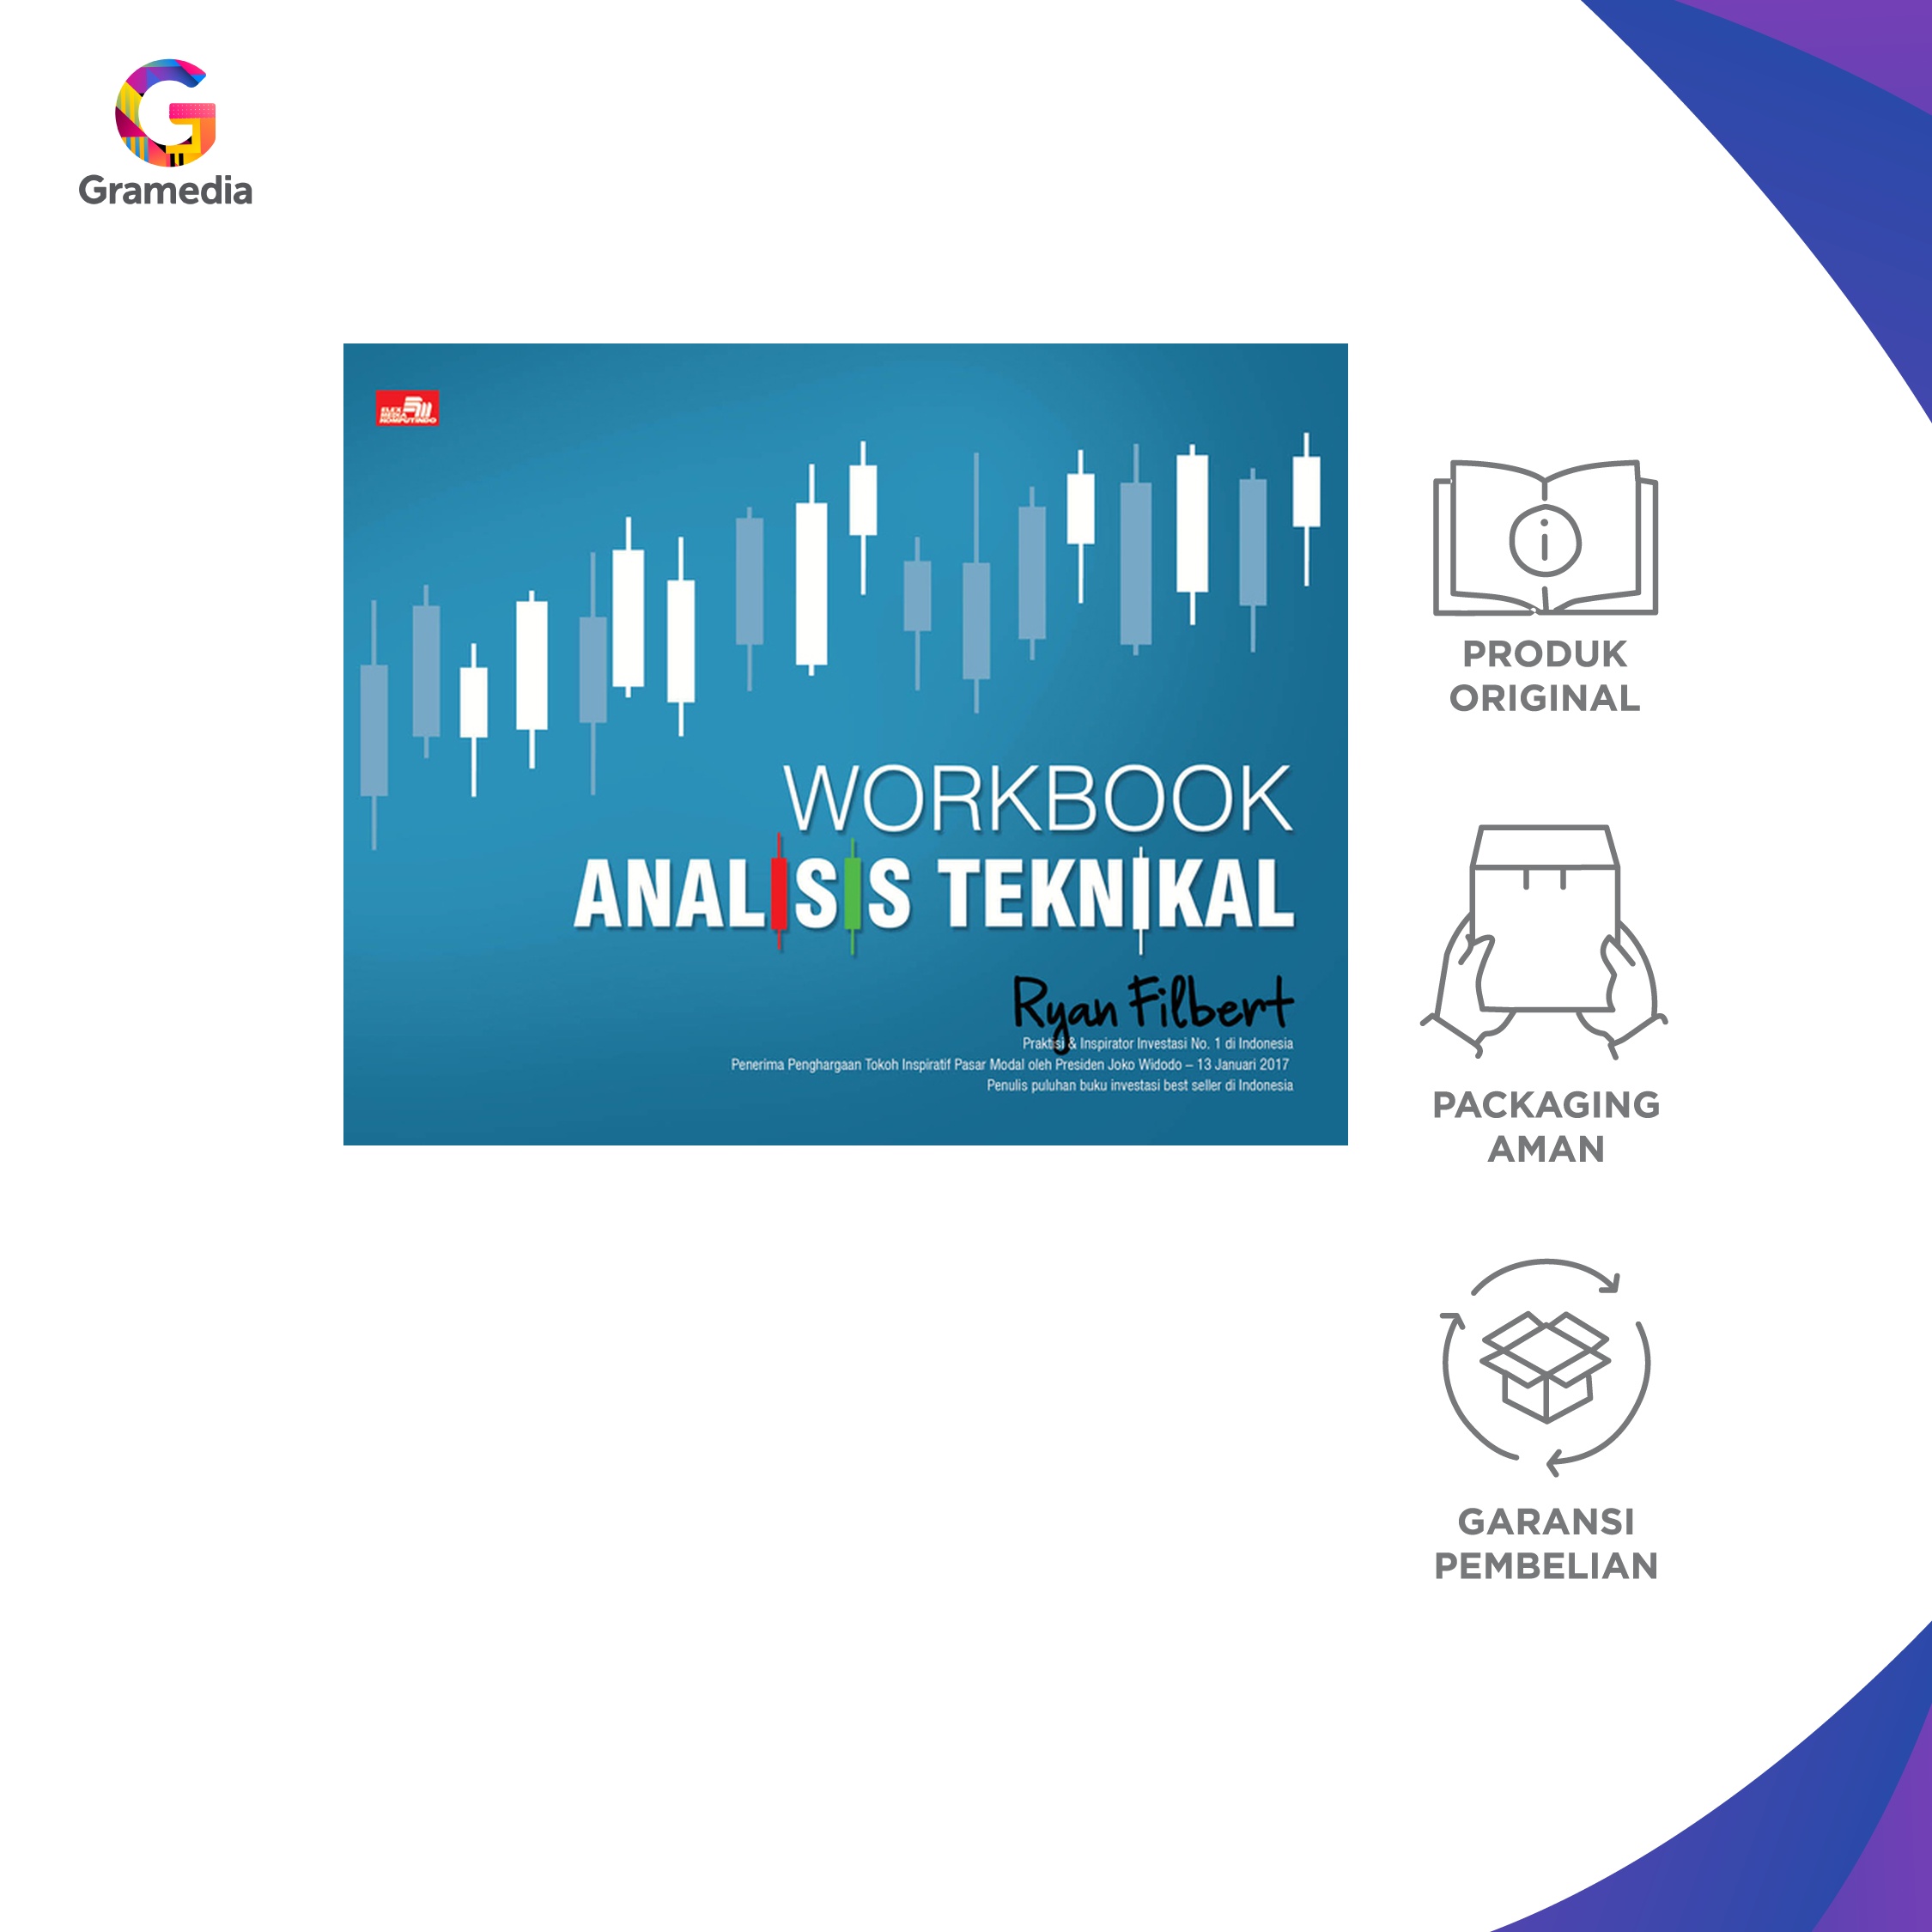 Gramedia
ELEX
MEDIA
KOMPUTINDO
WORKBOOK
ANALISIS TEKNIKAL
Ryan Filbert
Praktisi & Inspirator Investasi No. 1 di Indonesia
Penerima Penghargaan Tokoh Inspiratif Pasar Modal oleh Presiden Joko Widodo – 13 Januari 2017
Penulis puluhan buku investasi best seller di Indonesia
PRODUK
ORIGINAL
PACKAGING
AMAN
GARANSI
PEMBELIAN